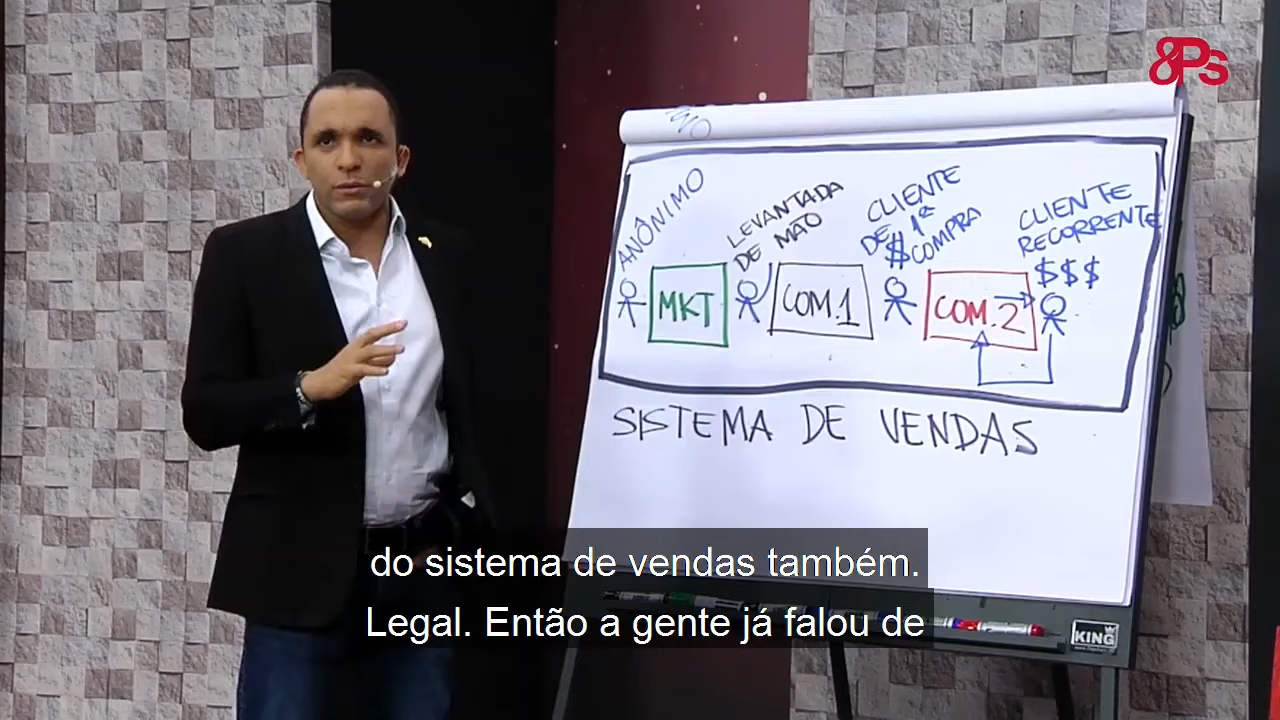 8Ps
ANÔNIMO
LEVANTADA
DE MÃO
CLIENTE
DE 1ª
$ COMPRA
CLIENTE
RECORRENTE
$$$
MKT
COM.1
COM.2
SISTEMA DE VENDAS
do sistema de vendas também.
Legal. Então a gente já falou de
KING